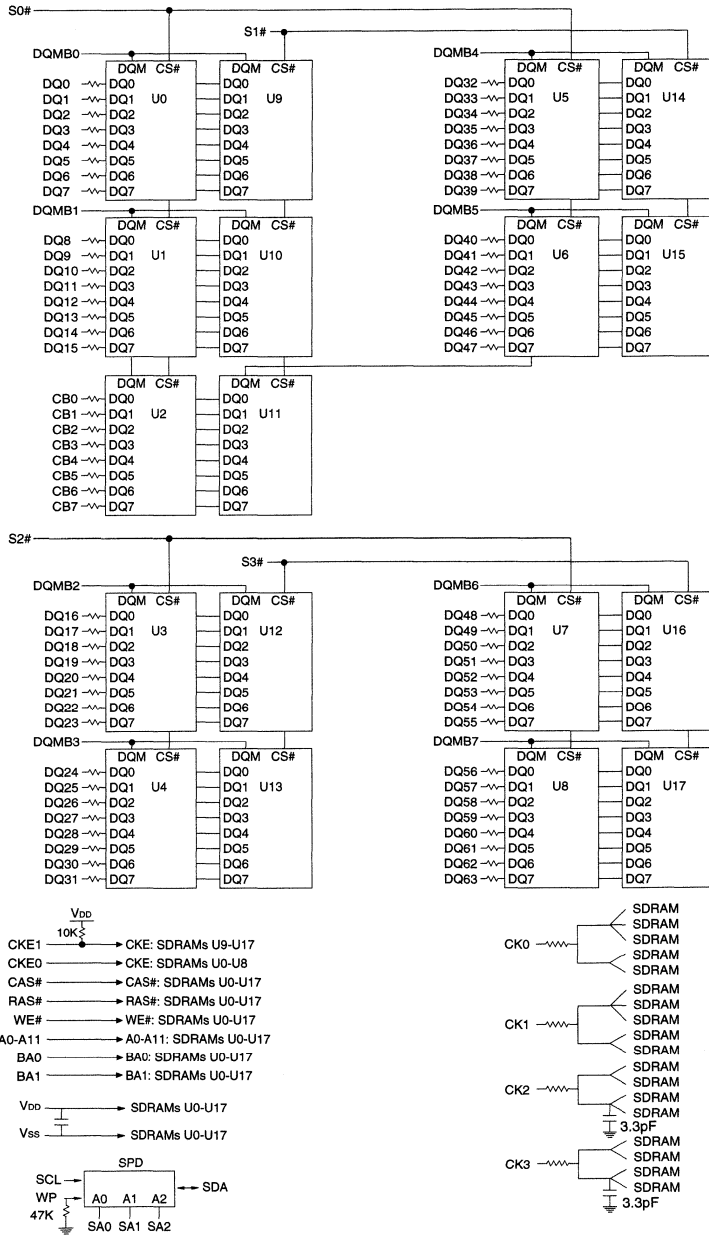 S0#
S1#
DQMB0 DQMB4
DQM CS# DQM CS# DQM CS# DQM CS#
DQ0 DQ0 DQ0 DQ32 DQ0 DQ0
DQ1 DQ1 U0 DQ1 U9 DQ33 DQ1 U5 DQ1 U14
DQ2 DQ2 DQ2 DQ34 DQ2 DQ2
DQ3 DQ3 DQ3 DQ35 DQ3 DQ3
DQ4 DQ4 DQ4 DQ36 DQ4 DQ4
DQ5 DQ5 DQ5 DQ37 DQ5 DQ5
DQ6 DQ6 DQ6 DQ38 DQ6 DQ6
DQ7 DQ7 DQ7 DQ39 DQ7 DQ7
DQMB1 DQMB5
DQM CS# DQM CS# DQM CS# DQM CS#
DQ8 DQ0 DQ0 DQ40 DQ0 DQ0
DQ9 DQ1 U1 DQ1 U10 DQ41 DQ1 U6 DQ1 U15
DQ10 DQ2 DQ2 DQ42 DQ2 DQ2
DQ11 DQ3 DQ3 DQ43 DQ3 DQ3
DQ12 DQ4 DQ4 DQ44 DQ4 DQ4
DQ13 DQ5 DQ5 DQ45 DQ5 DQ5
DQ14 DQ6 DQ6 DQ46 DQ6 DQ6
DQ15 DQ7 DQ7 DQ47 DQ7 DQ7
DQM CS# DQM CS#
CB0 DQ0 DQ0
CB1 DQ1 U2 DQ1 U11
CB2 DQ2 DQ2
CB3 DQ3 DQ3
CB4 DQ4 DQ4
CB5 DQ5 DQ5
CB6 DQ6 DQ6
CB7 DQ7 DQ7
S2#
S3#
DQMB2 DQMB6
DQM CS# DQM CS# DQM CS# DQM CS#
DQ16 DQ0 DQ0 DQ48 DQ0 DQ0
DQ17 DQ1 U3 DQ1 U12 DQ49 DQ1 U7 DQ1 U16
DQ18 DQ2 DQ2 DQ50 DQ2 DQ2
DQ19 DQ3 DQ3 DQ51 DQ3 DQ3
DQ20 DQ4 DQ4 DQ52 DQ4 DQ4
DQ21 DQ5 DQ5 DQ53 DQ5 DQ5
DQ22 DQ6 DQ6 DQ54 DQ6 DQ6
DQ23 DQ7 DQ7 DQ55 DQ7 DQ7
DQMB3 DQMB7
DQM CS# DQM CS# DQM CS# DQM CS#
DQ24 DQ0 DQ0 DQ56 DQ0 DQ0
DQ25 DQ1 U4 DQ1 U13 DQ57 DQ1 U8 DQ1 U17
DQ26 DQ2 DQ2 DQ58 DQ2 DQ2
DQ27 DQ3 DQ3 DQ59 DQ3 DQ3
DQ28 DQ4 DQ4 DQ60 DQ4 DQ4
DQ29 DQ5 DQ5 DQ61 DQ5 DQ5
DQ30 DQ6 DQ6 DQ62 DQ6 DQ6
DQ31 DQ7 DQ7 DQ63 DQ7 DQ7
VDD
10K
CKE1 CKE: SDRAMs U9-U17
CKE0 CKE: SDRAMs U0-U8
CAS# CAS#: SDRAMs U0-U17
RAS# RAS#: SDRAMs U0-U17
WE# WE#: SDRAMs U0-U17
A0-A11 A0-A11: SDRAMs U0-U17
BA0 BA0: SDRAMs U0-U17
BA1 BA1: SDRAMs U0-U17
VDD SDRAMs U0-U17
VSS SDRAMs U0-U17
SPD
SCL SDA
WP A0 A1 A2
47K
SA0 SA1 SA2
SDRAM
SDRAM
CK0 SDRAM
SDRAM
SDRAM
SDRAM
SDRAM
CK1 SDRAM
SDRAM
SDRAM
SDRAM
CK2 SDRAM
SDRAM
SDRAM
3.3pF
SDRAM
CK3 SDRAM
SDRAM
SDRAM
3.3pF